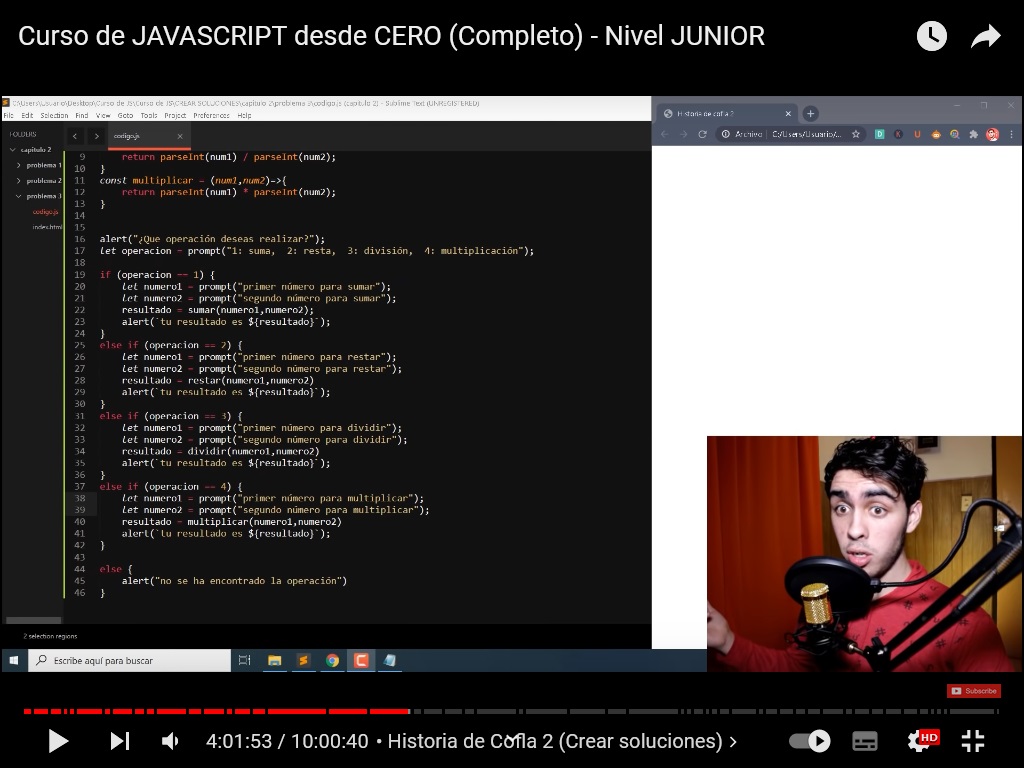 Curso de JAVASCRIPT desde CERO (Completo) - Nivel JUNIOR
C:\Users\Usuario\Desktop\Curso de JS\Curso de JS\CREAR SOLUCIONES\capitulo 2\problema 3\codigo.js (capitulo 2) - Sublime Text (UNREGISTERED)
File Edit Selection Find View Goto Tools Project Preferences Help
Historia de cofla 2
Archivo C:/Users/Usuario/...
FOLDERS
capitulo 2
problema 1
problema 2
problema 3
codigo.js
index.html
codigo.js
9 return parseInt(num1) / parseInt(num2);
10 }
11 const multiplicar = (num1,num2)=>{
12 return parseInt(num1) * parseInt(num2);
13 }
14
15
16 alert("¿Que operación deseas realizar?");
17 let operacion = prompt("1: suma, 2: resta, 3: división, 4: multiplicación");
18
19 if (operacion == 1) {
20 let numero1 = prompt("primer número para sumar");
21 let numero2 = prompt("segundo número para sumar");
22 resultado = sumar(numero1,numero2);
23 alert(`tu resultado es ${resultado}`);
24 }
25 else if (operacion == 2) {
26 let numero1 = prompt("primer número para restar");
27 let numero2 = prompt("segundo número para restar");
28 resultado = restar(numero1,numero2)
29 alert(`tu resultado es ${resultado}`);
30 }
31 else if (operacion == 3) {
32 let numero1 = prompt("primer número para dividir");
33 let numero2 = prompt("segundo número para dividir");
34 resultado = dividir(numero1,numero2)
35 alert(`tu resultado es ${resultado}`);
36 }
37 else if (operacion == 4) {
38 let numero1 = prompt("primer número para multiplicar");
39 let numero2 = prompt("segundo número para multiplicar");
40 resultado = multiplicar(numero1,numero2)
41 alert(`tu resultado es ${resultado}`);
42 }
43
44 else {
45 alert("no se ha encontrado la operación")
46 }
2 selection regions
Escribe aquí para buscar
Subscribe
4:01:53 / 10:00:40 • Historia de Cofla 2 (Crear soluciones) >
HD